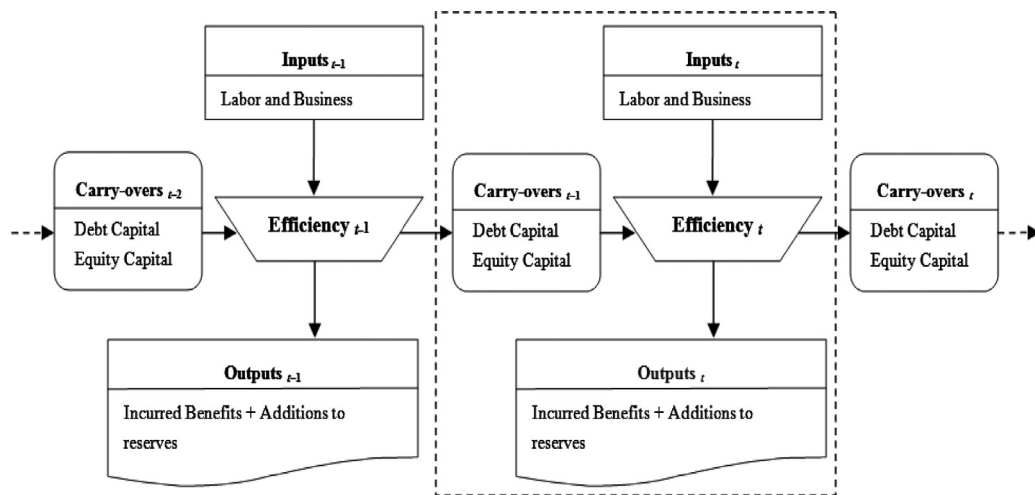 Inputs t–1
Labor and Business
Inputs t
Labor and Business
Carry-overs t–2
Debt Capital
Equity Capital
Efficiency t–1
Carry-overs t–1
Debt Capital
Equity Capital
Efficiency t
Carry-overs t
Debt Capital
Equity Capital
Outputs t–1
Incurred Benefits + Additions to
reserves
Outputs t
Incurred Benefits + Additions to
reserves